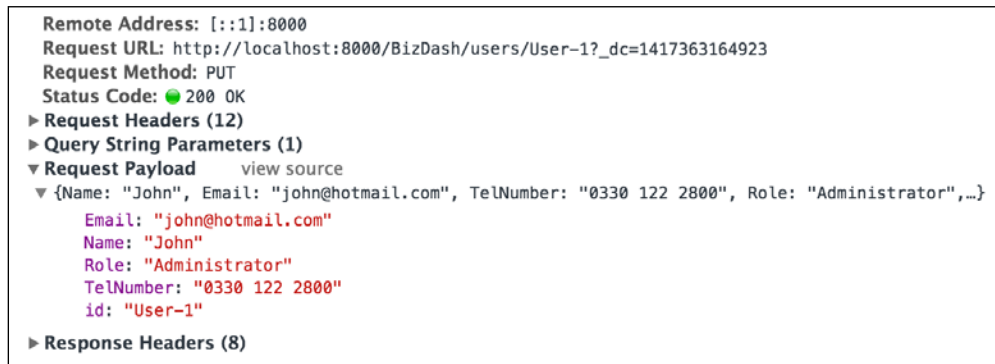 Remote Address: [::1]:8000
Request URL: http://localhost:8000/BizDash/users/User-1?_dc=1417363164923
Request Method: PUT
Status Code: 200 OK
▶ Request Headers (12)
▶ Query String Parameters (1)
▼ Request Payload view source
▼ {Name: "John", Email: "john@hotmail.com", TelNumber: "0330 122 2800", Role: "Administrator",…}
Email: "john@hotmail.com"
Name: "John"
Role: "Administrator"
TelNumber: "0330 122 2800"
id: "User-1"
▶ Response Headers (8)